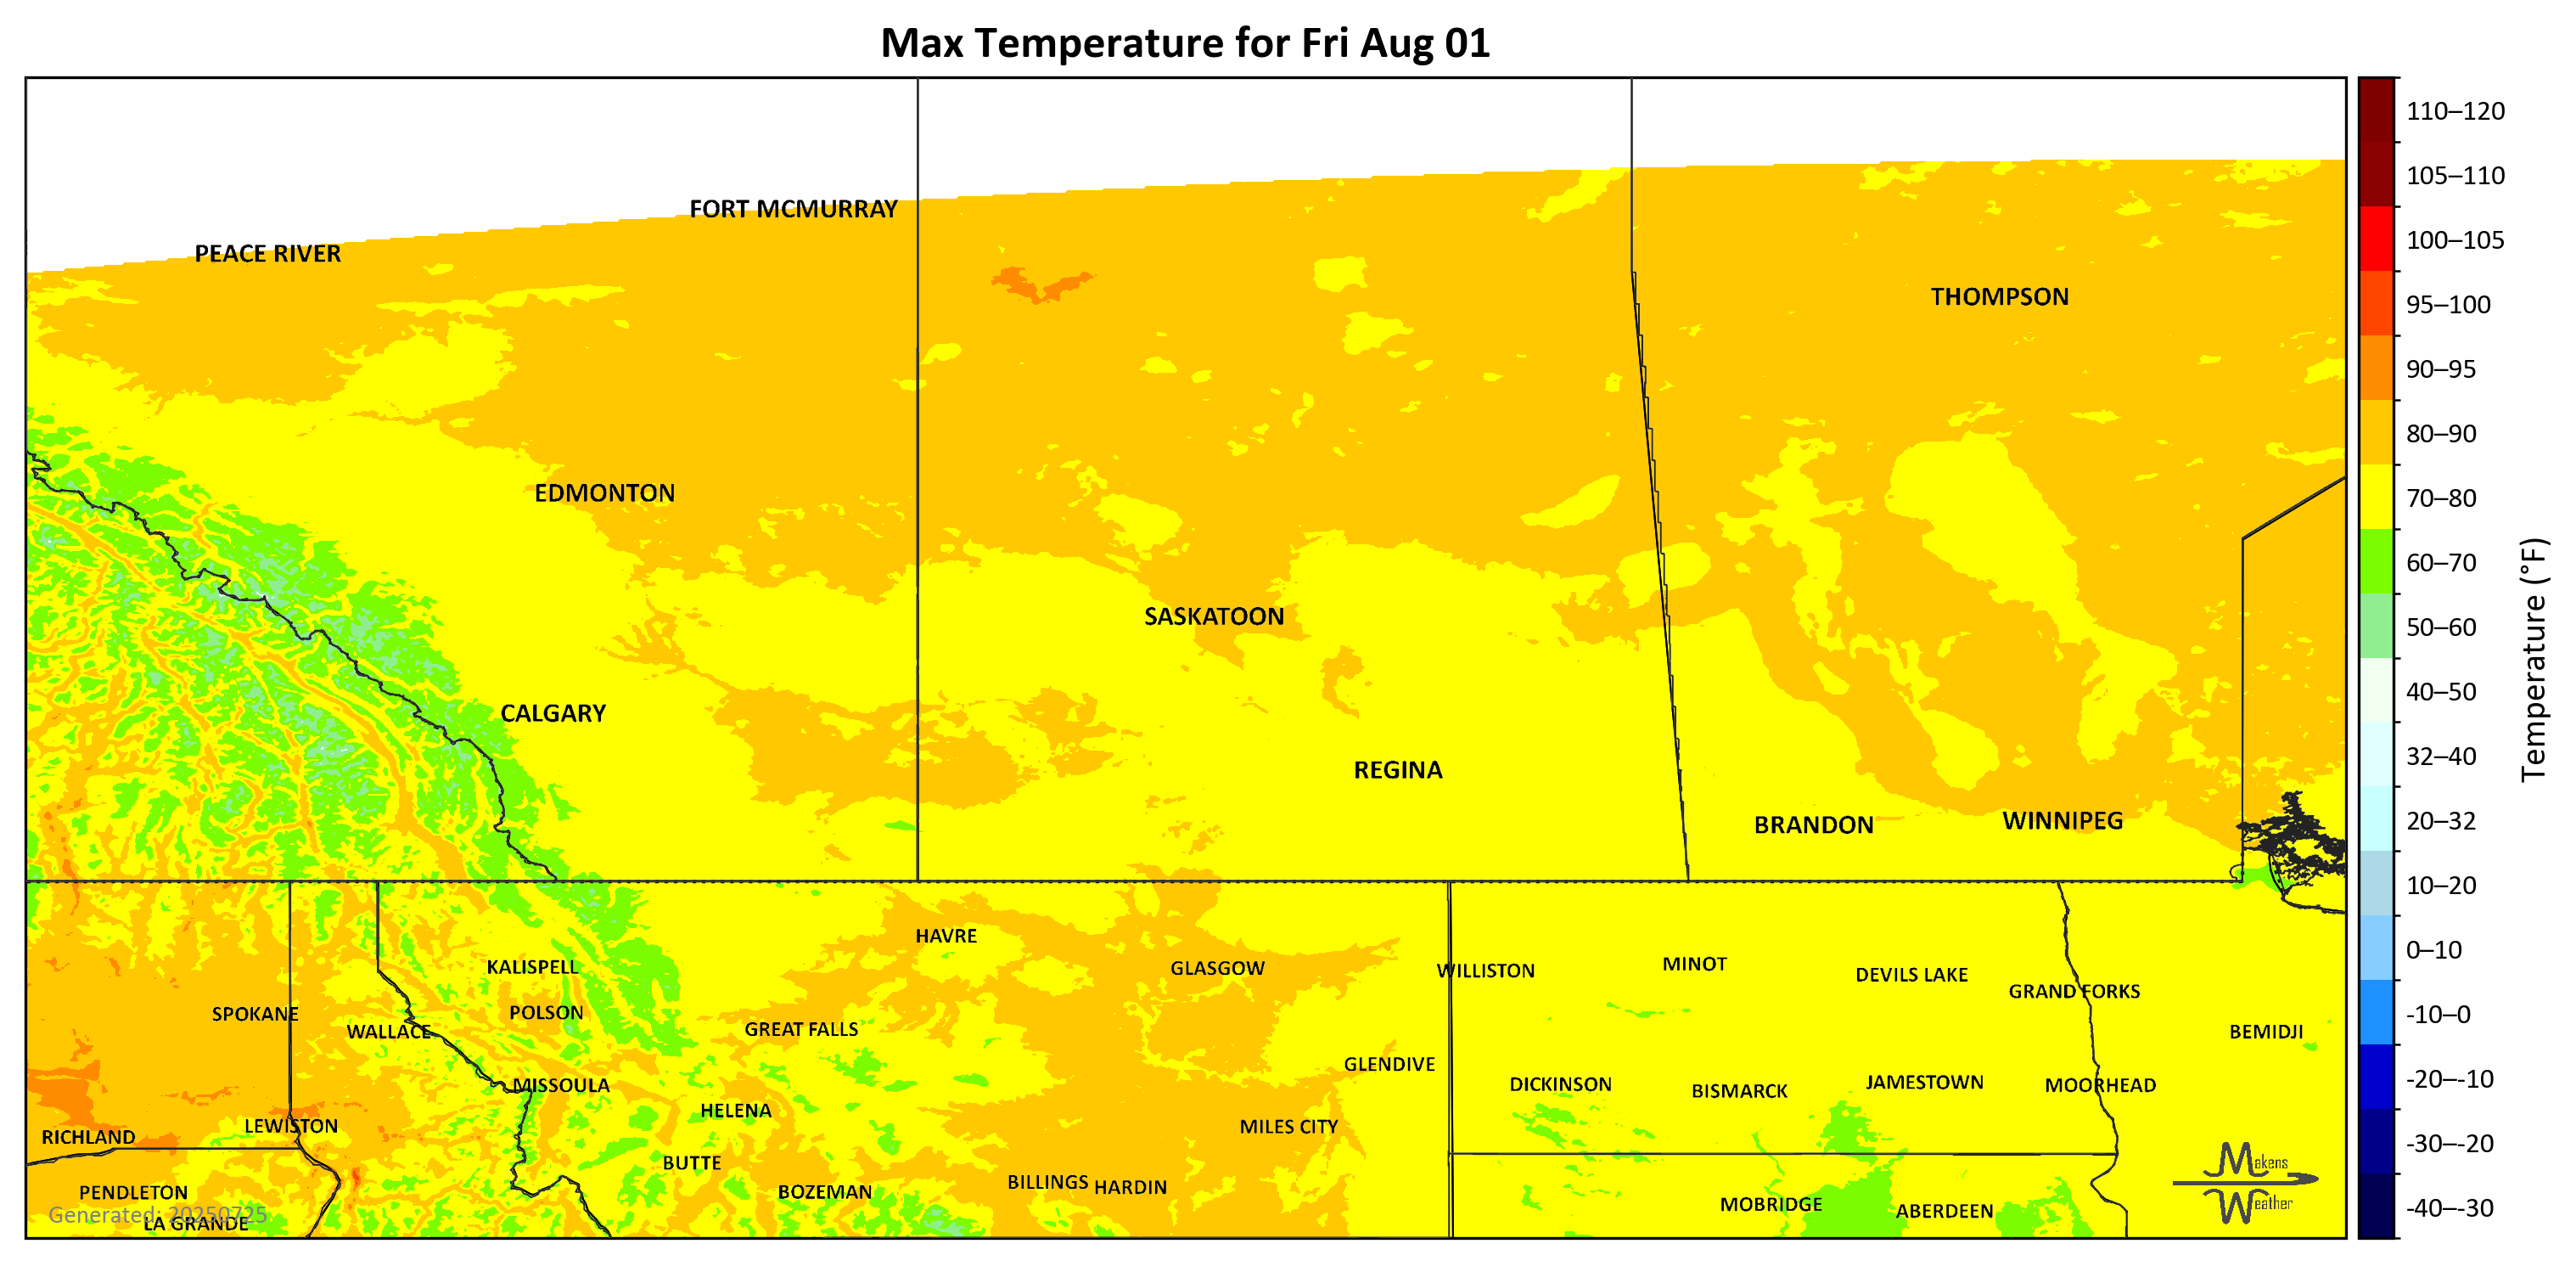 Max Temperature for Fri Aug 01
110–120
105–110
100–105
95–100
90–95
80–90
70–80
60–70
50–60
40–50
32–40
20–32
10–20
0–10
-10–0
-20–-10
-30–-20
-40–-30
Temperature (°F)
FORT MCMURRAY
PEACE RIVER
THOMPSON
EDMONTON
SASKATOON
CALGARY
REGINA
BRANDON
WINNIPEG
HAVRE
KALISPELL
GLASGOW
WILLISTON
MINOT
DEVILS LAKE
GRAND FORKS
SPOKANE
POLSON
WALLACE
GREAT FALLS
BEMIDJI
GLENDIVE
MISSOULA
DICKINSON
BISMARCK
JAMESTOWN
MOORHEAD
HELENA
LEWISTON
MILES CITY
RICHLAND
BUTTE
BILLINGS
HARDIN
PENDLETON
BOZEMAN
MOBRIDGE
ABERDEEN
Generated: 20250725
LA GRANDE
Makens
Weather